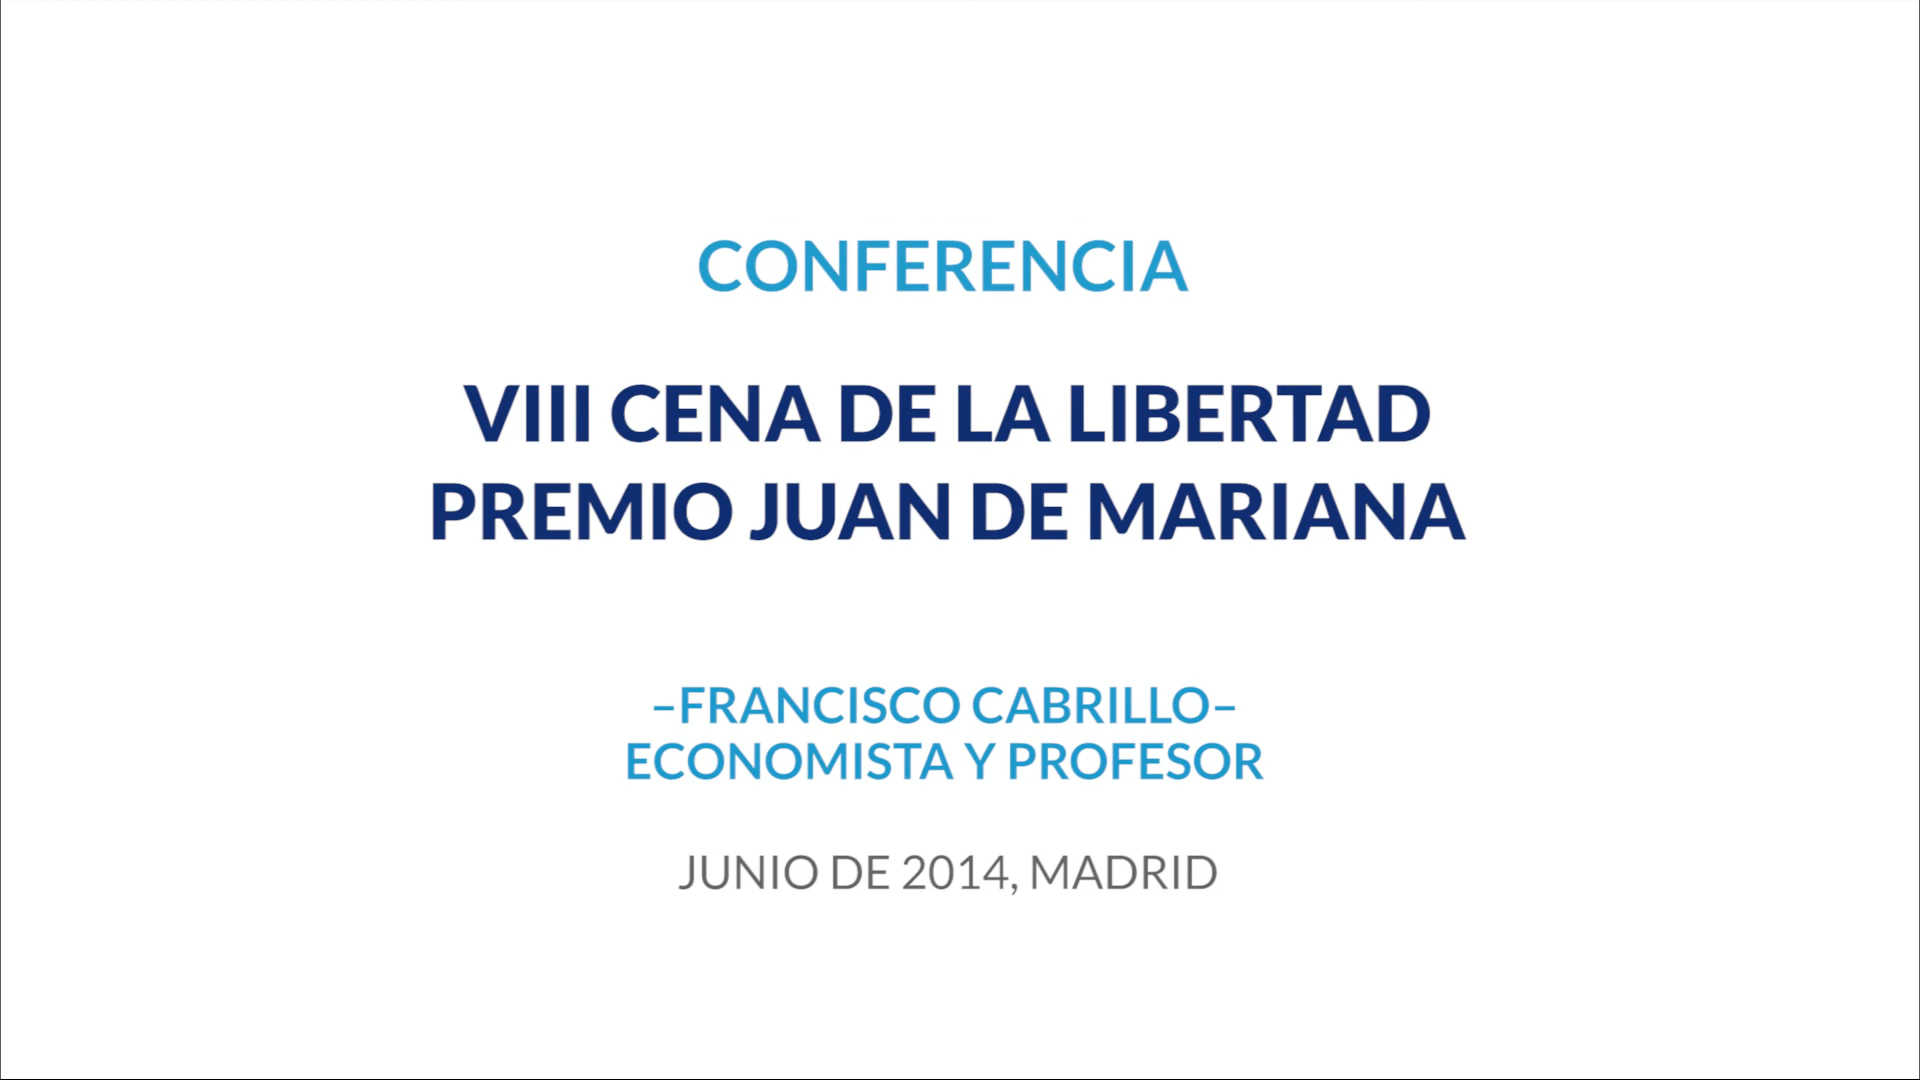 CONFERENCIA
VIII CENA DE LA LIBERTAD
PREMIO JUAN DE MARIANA
–FRANCISCO CABRILLO–
ECONOMISTA Y PROFESOR
JUNIO DE 2014, MADRID